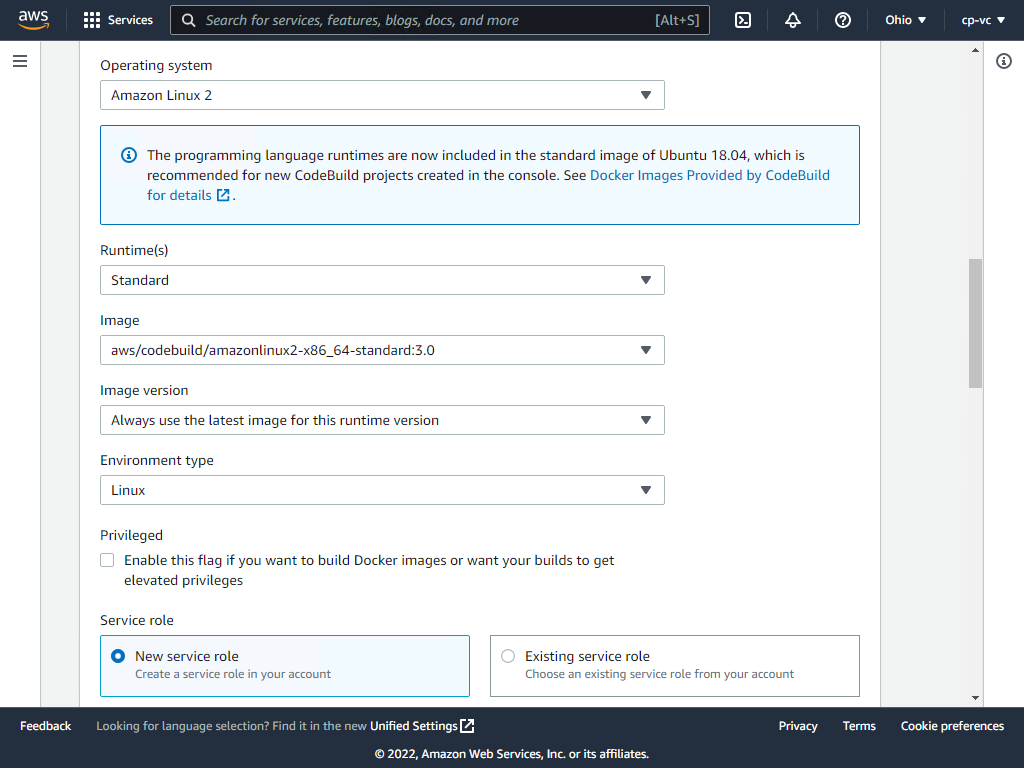 aws Services Search for services, features, blogs, docs, and more [Alt+S] Ohio cp-vc
Operating system
Amazon Linux 2
The programming language runtimes are now included in the standard image of Ubuntu 18.04, which is
recommended for new CodeBuild projects created in the console. See Docker Images Provided by CodeBuild
for details .
Runtime(s)
Standard
Image
aws/codebuild/amazonlinux2-x86_64-standard:3.0
Image version
Always use the latest image for this runtime version
Environment type
Linux
Privileged
Enable this flag if you want to build Docker images or want your builds to get
elevated privileges
Service role
New service role
Create a service role in your account
Existing service role
Choose an existing service role from your account
Feedback Looking for language selection? Find it in the new Unified Settings Privacy Terms Cookie preferences
© 2022, Amazon Web Services, Inc. or its affiliates.